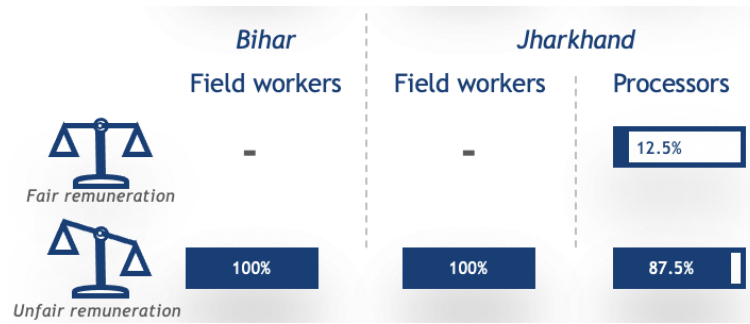 Bihar
Jharkhand
Field workers
Field workers
Processors
-
-
12.5%
Fair remuneration
100%
100%
87.5%
Unfair remuneration